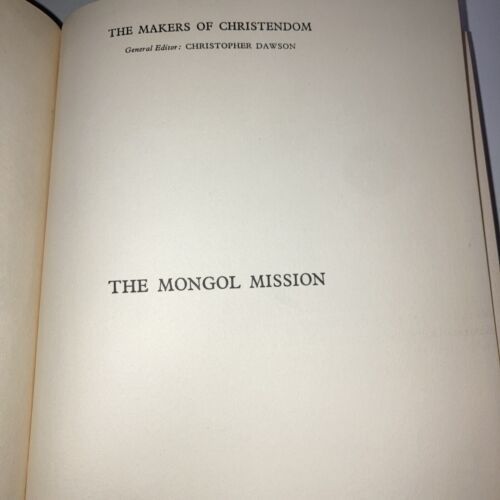 THE MAKERS OF CHRISTENDOM
General Editor: CHRISTOPHER DAWSON
THE MONGOL MISSION